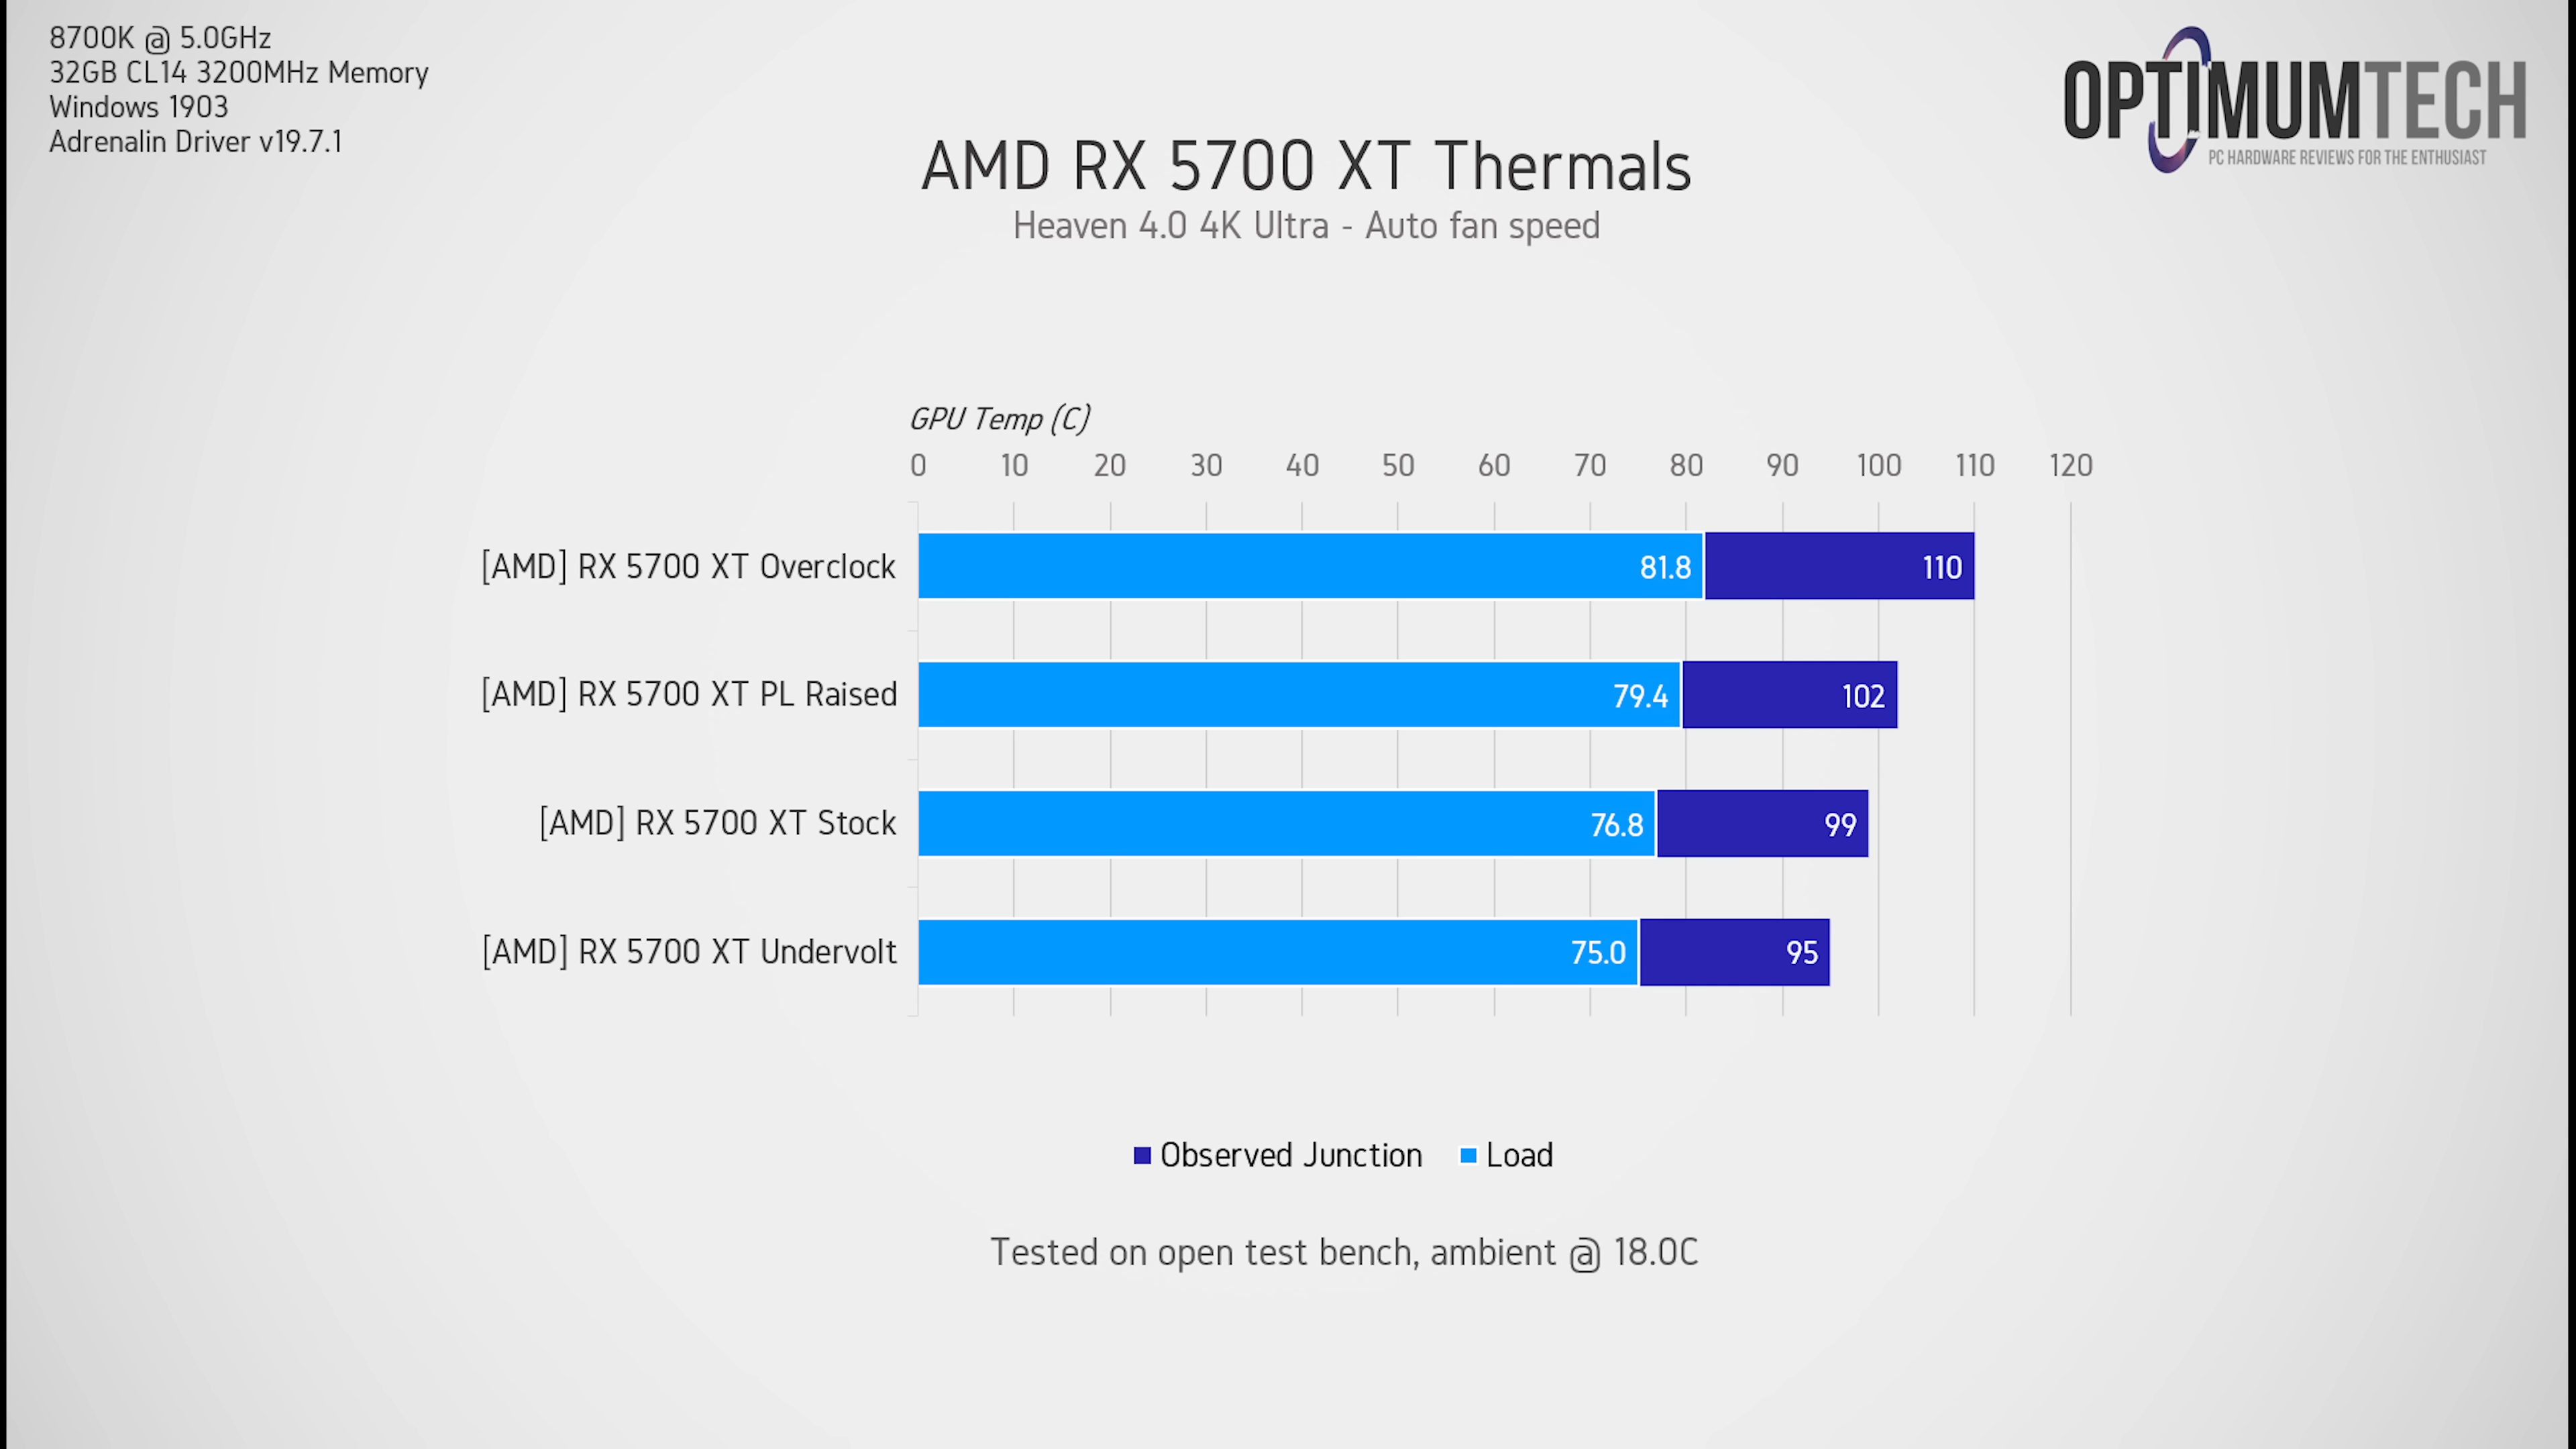 8700K @ 5.0GHz
32GB CL14 3200MHz Memory
Windows 1903
Adrenalin Driver v19.7.1
OPTIMUMTECH
PC HARDWARE REVIEWS FOR THE ENTHUSIAST
AMD RX 5700 XT Thermals
Heaven 4.0 4K Ultra - Auto fan speed
GPU Temp (C)
0 10 20 30 40 50 60 70 80 90 100 110 120
[AMD] RX 5700 XT Overclock 81.8 110
[AMD] RX 5700 XT PL Raised 79.4 102
[AMD] RX 5700 XT Stock 76.8 99
[AMD] RX 5700 XT Undervolt 75.0 95
Observed Junction Load
Tested on open test bench, ambient @ 18.0C